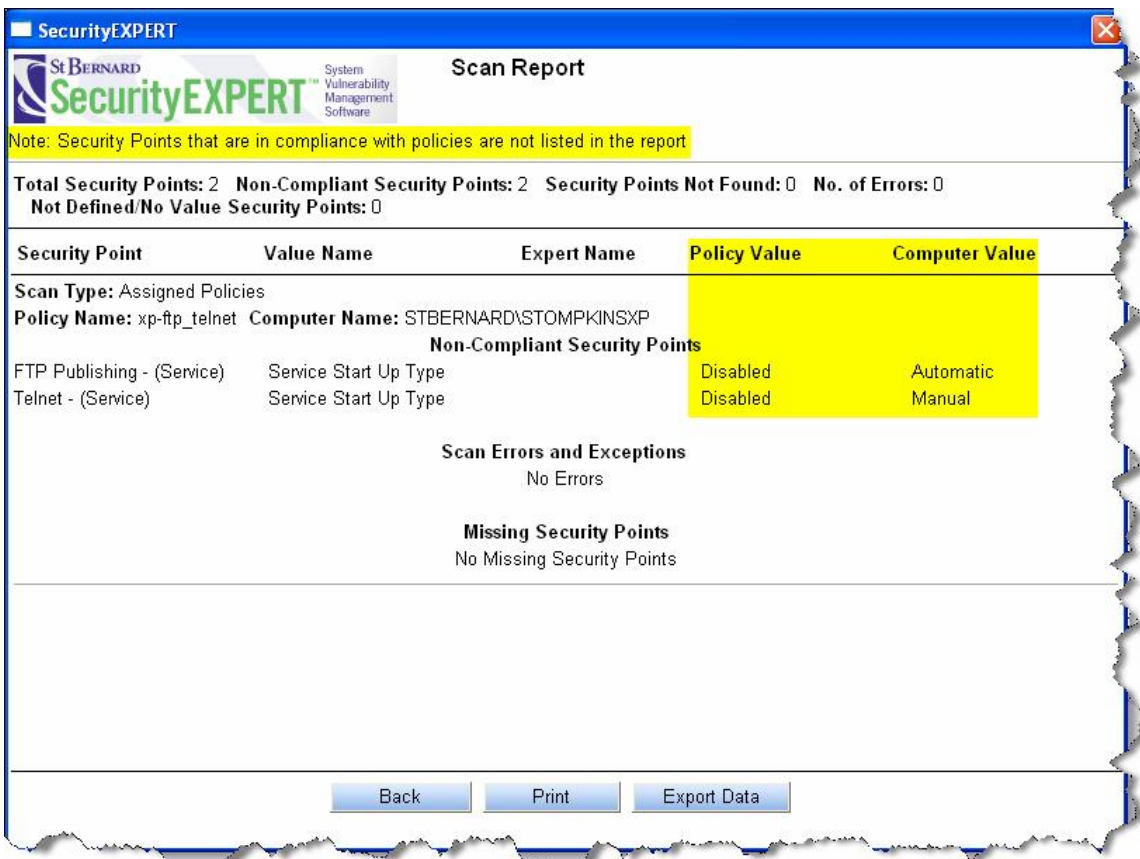 SecurityEXPERT
ST BERNARD
SecurityEXPERT™
System
Vulnerability
Management
Software
Scan Report
Note: Security Points that are in compliance with policies are not listed in the report
Total Security Points: 2 Non-Compliant Security Points: 2 Security Points Not Found: 0 No. of Errors: 0
Not Defined/No Value Security Points: 0
Security Point Value Name Expert Name Policy Value Computer Value
Scan Type: Assigned Policies
Policy Name: xp-ftp_telnet Computer Name: STBERNARD\STOMPKINSXP
Non-Compliant Security Points
FTP Publishing - (Service) Service Start Up Type Disabled Automatic
Telnet - (Service) Service Start Up Type Disabled Manual
Scan Errors and Exceptions
No Errors
Missing Security Points
No Missing Security Points
Back Print Export Data